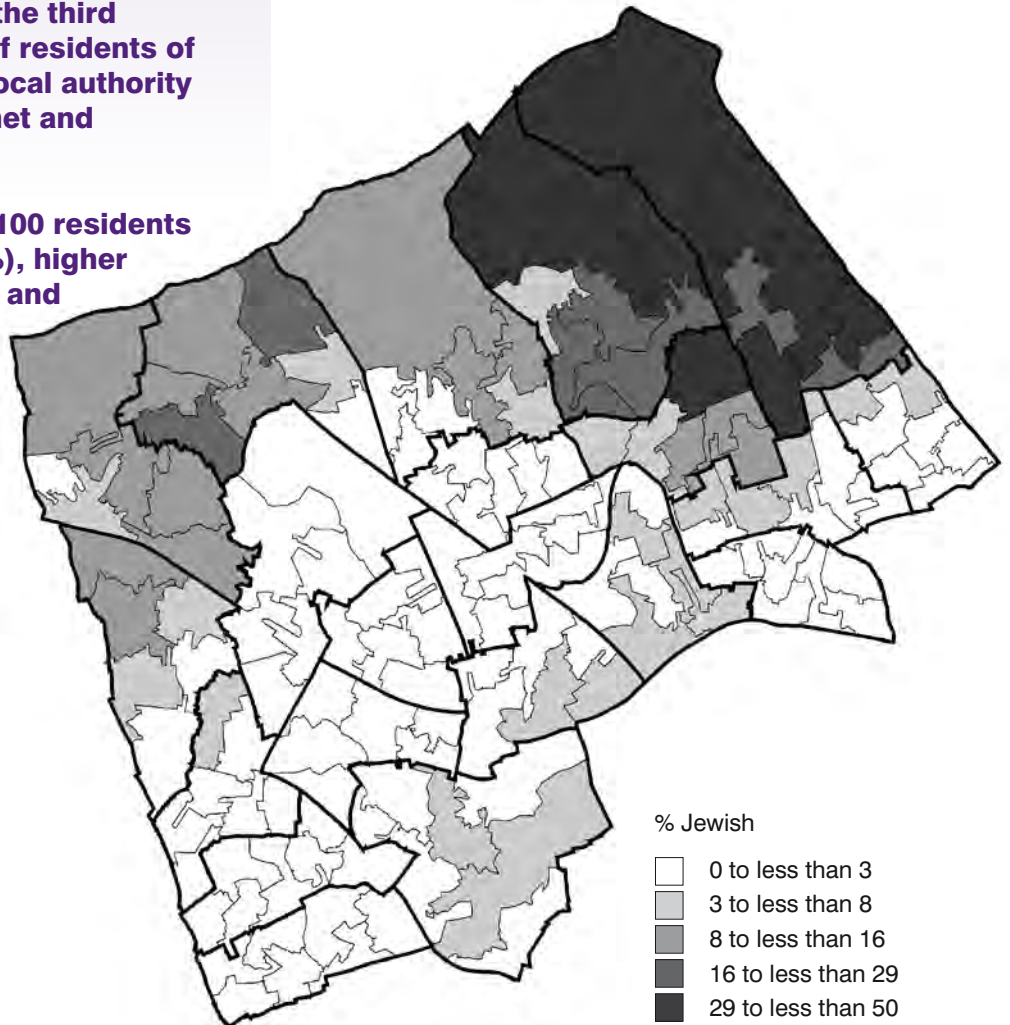 the third
f residents of
ocal authority
net and
100 residents
), higher
and
% Jewish
0 to less than 3
3 to less than 8
8 to less than 16
16 to less than 29
29 to less than 50